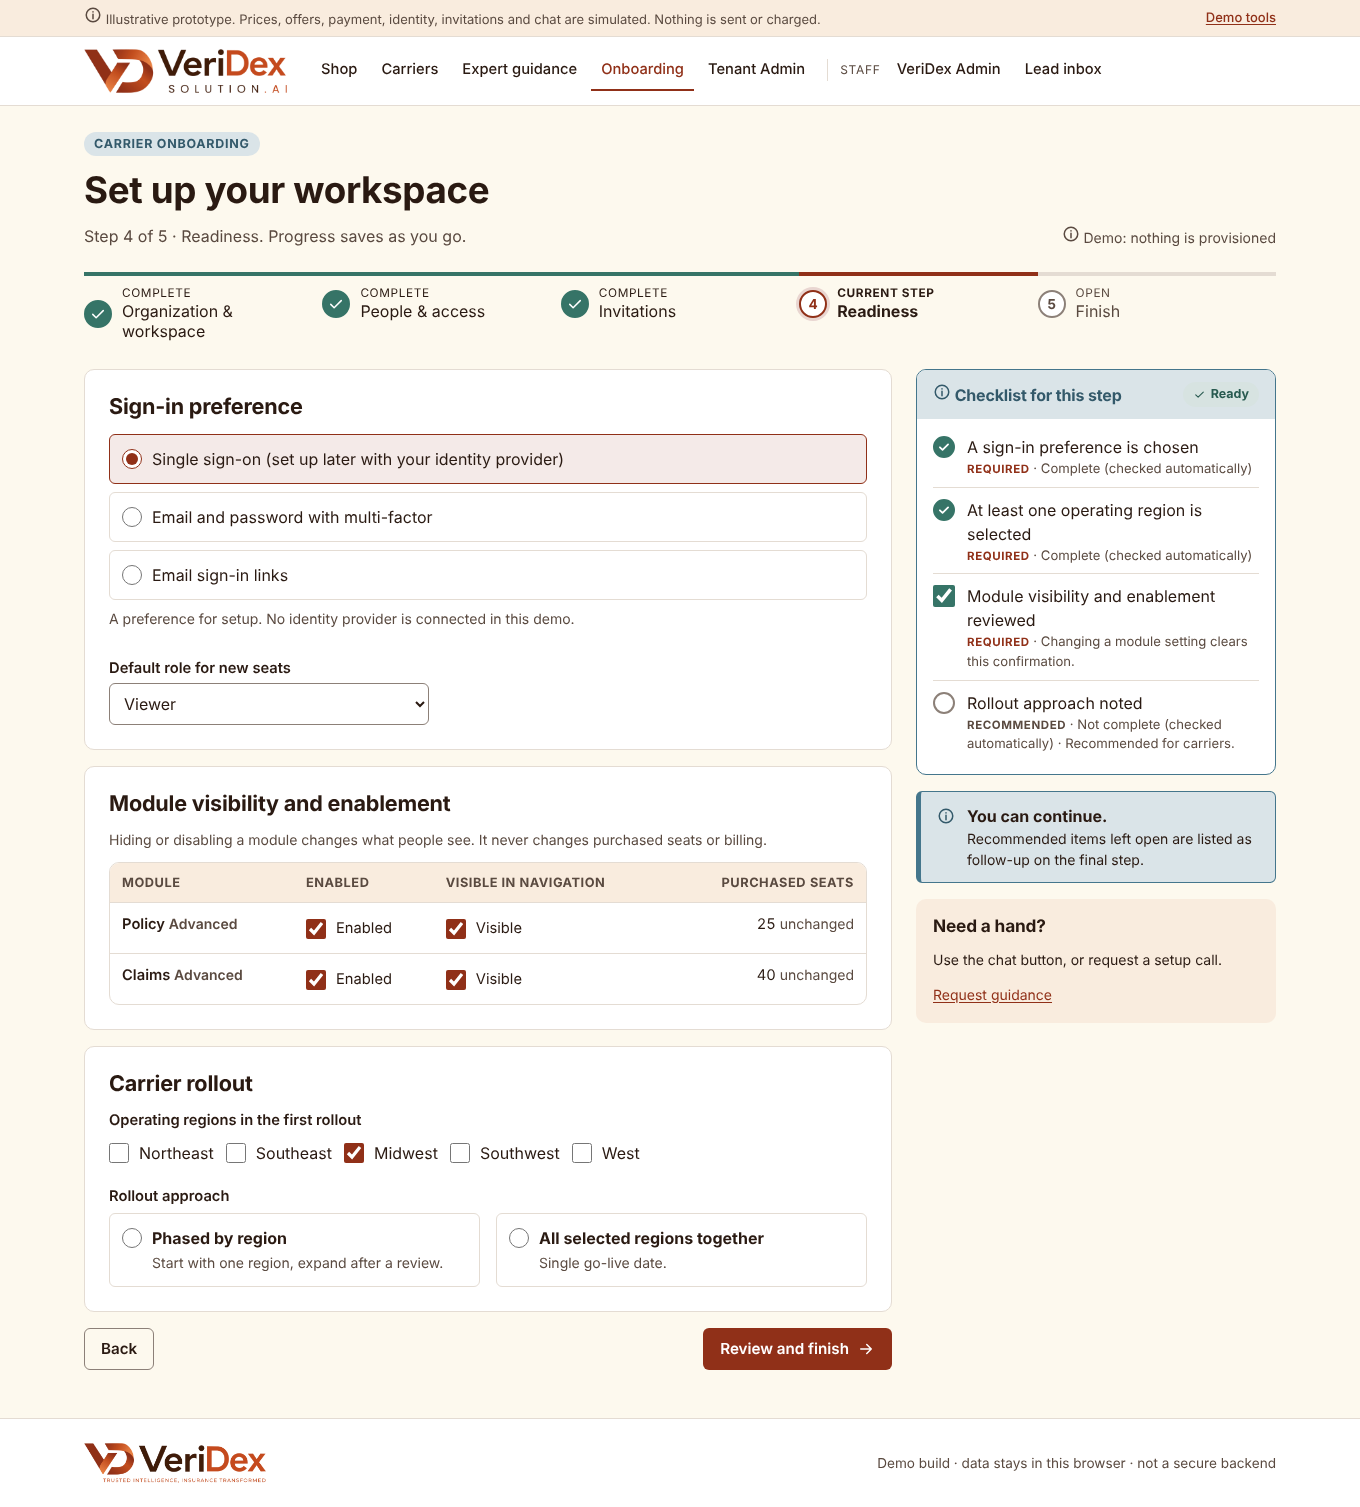 Illustrative prototype. Prices, offers, payment, identity, invitations and chat are simulated. Nothing is sent or charged.
Demo tools
VeriDex
SOLUTION.AI
Shop
Carriers
Expert guidance
Onboarding
Tenant Admin
STAFF
VeriDex Admin
Lead inbox
CARRIER ONBOARDING
Set up your workspace
Step 4 of 5 · Readiness. Progress saves as you go.
Demo: nothing is provisioned
COMPLETE
Organization &
workspace
COMPLETE
People & access
COMPLETE
Invitations
4
CURRENT STEP
Readiness
5
OPEN
Finish
Sign-in preference
Single sign-on (set up later with your identity provider)
Email and password with multi-factor
Email sign-in links
A preference for setup. No identity provider is connected in this demo.
Default role for new seats
Viewer
Module visibility and enablement
Hiding or disabling a module changes what people see. It never changes purchased seats or billing.
MODULE ENABLED VISIBLE IN NAVIGATION PURCHASED SEATS
Policy Advanced Enabled Visible 25 unchanged
Claims Advanced Enabled Visible 40 unchanged
Carrier rollout
Operating regions in the first rollout
Northeast Southeast Midwest Southwest West
Rollout approach
Phased by region
Start with one region, expand after a review.
All selected regions together
Single go-live date.
Back
Review and finish →
Checklist for this step
Ready
A sign-in preference is chosen
REQUIRED · Complete (checked automatically)
At least one operating region is
selected
REQUIRED · Complete (checked automatically)
Module visibility and enablement
reviewed
REQUIRED · Changing a module setting clears
this confirmation.
Rollout approach noted
RECOMMENDED · Not complete (checked
automatically) · Recommended for carriers.
You can continue.
Recommended items left open are listed as
follow-up on the final step.
Need a hand?
Use the chat button, or request a setup call.
Request guidance
VeriDex
TRUSTED INTELLIGENCE, INSURANCE TRANSFORMED
Demo build · data stays in this browser · not a secure backend